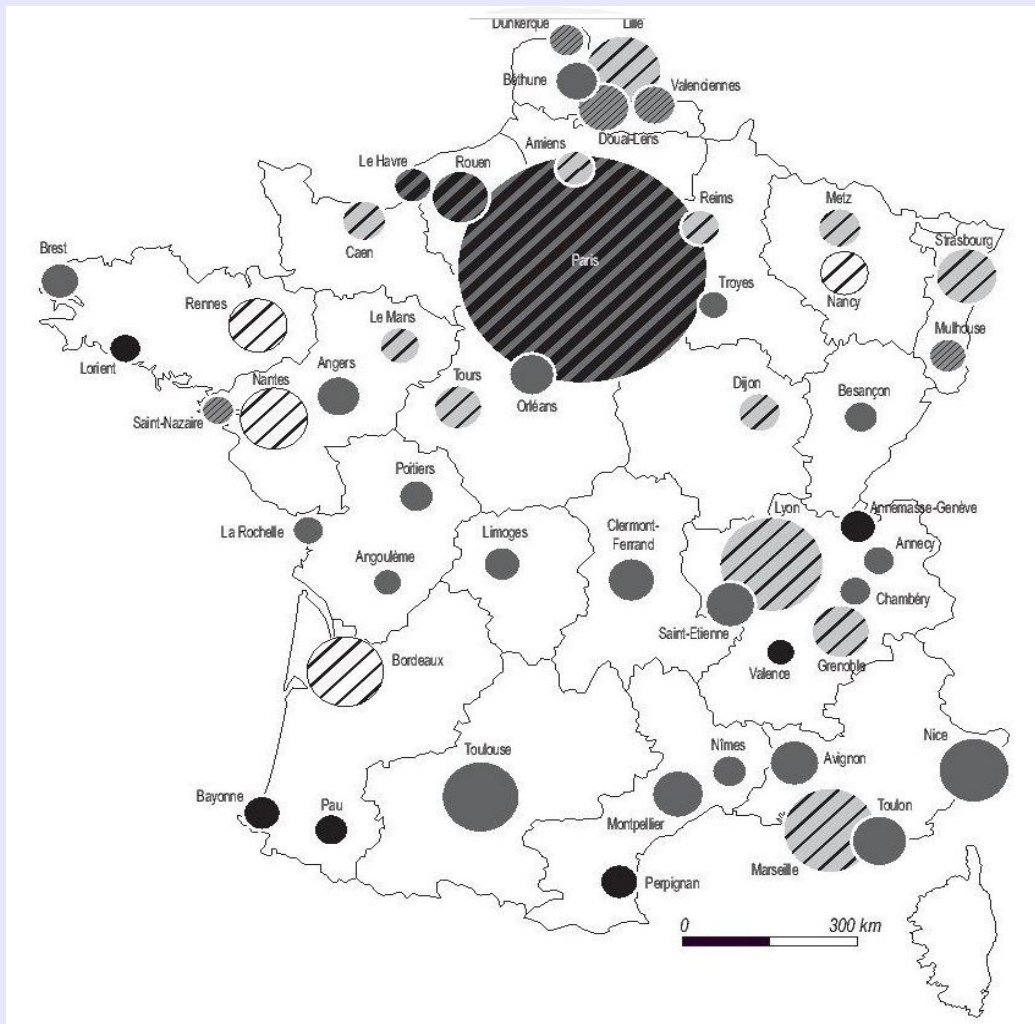 Dunkerque
Lille
Béthune
Valenciennes
Douai-Lens
Amiens
Le Havre
Rouen
Reims
Metz
Caen
Strasbourg
Brest
Paris
Troyes
Nancy
Rennes
Le Mans
Mulhouse
Lorient
Angers
Nantes
Tours
Dijon
Besançon
Orléans
Saint-Nazaire
Poitiers
La Rochelle
Limoges
Clermont-
Ferrand
Lyon
Annemasse-Genève
Annecy
Angoulème
Chambéry
Saint-Etienne
Grenoble
Valence
Bordeaux
Toulouse
Nîmes
Avignon
Nice
Bayonne
Pau
Montpellier
Toulon
Marseille
Perpignan
0
300 km